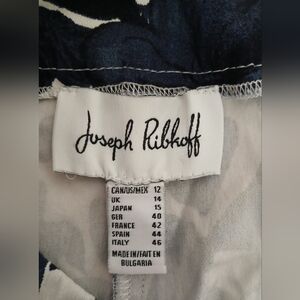 Joseph Ribkoff
CAN/US/MEX 12
UK 14
JAPAN 15
GER 40
FRANCE 42
SPAIN 44
ITALY 46
MADE IN/FAIT EN
BULGARIA